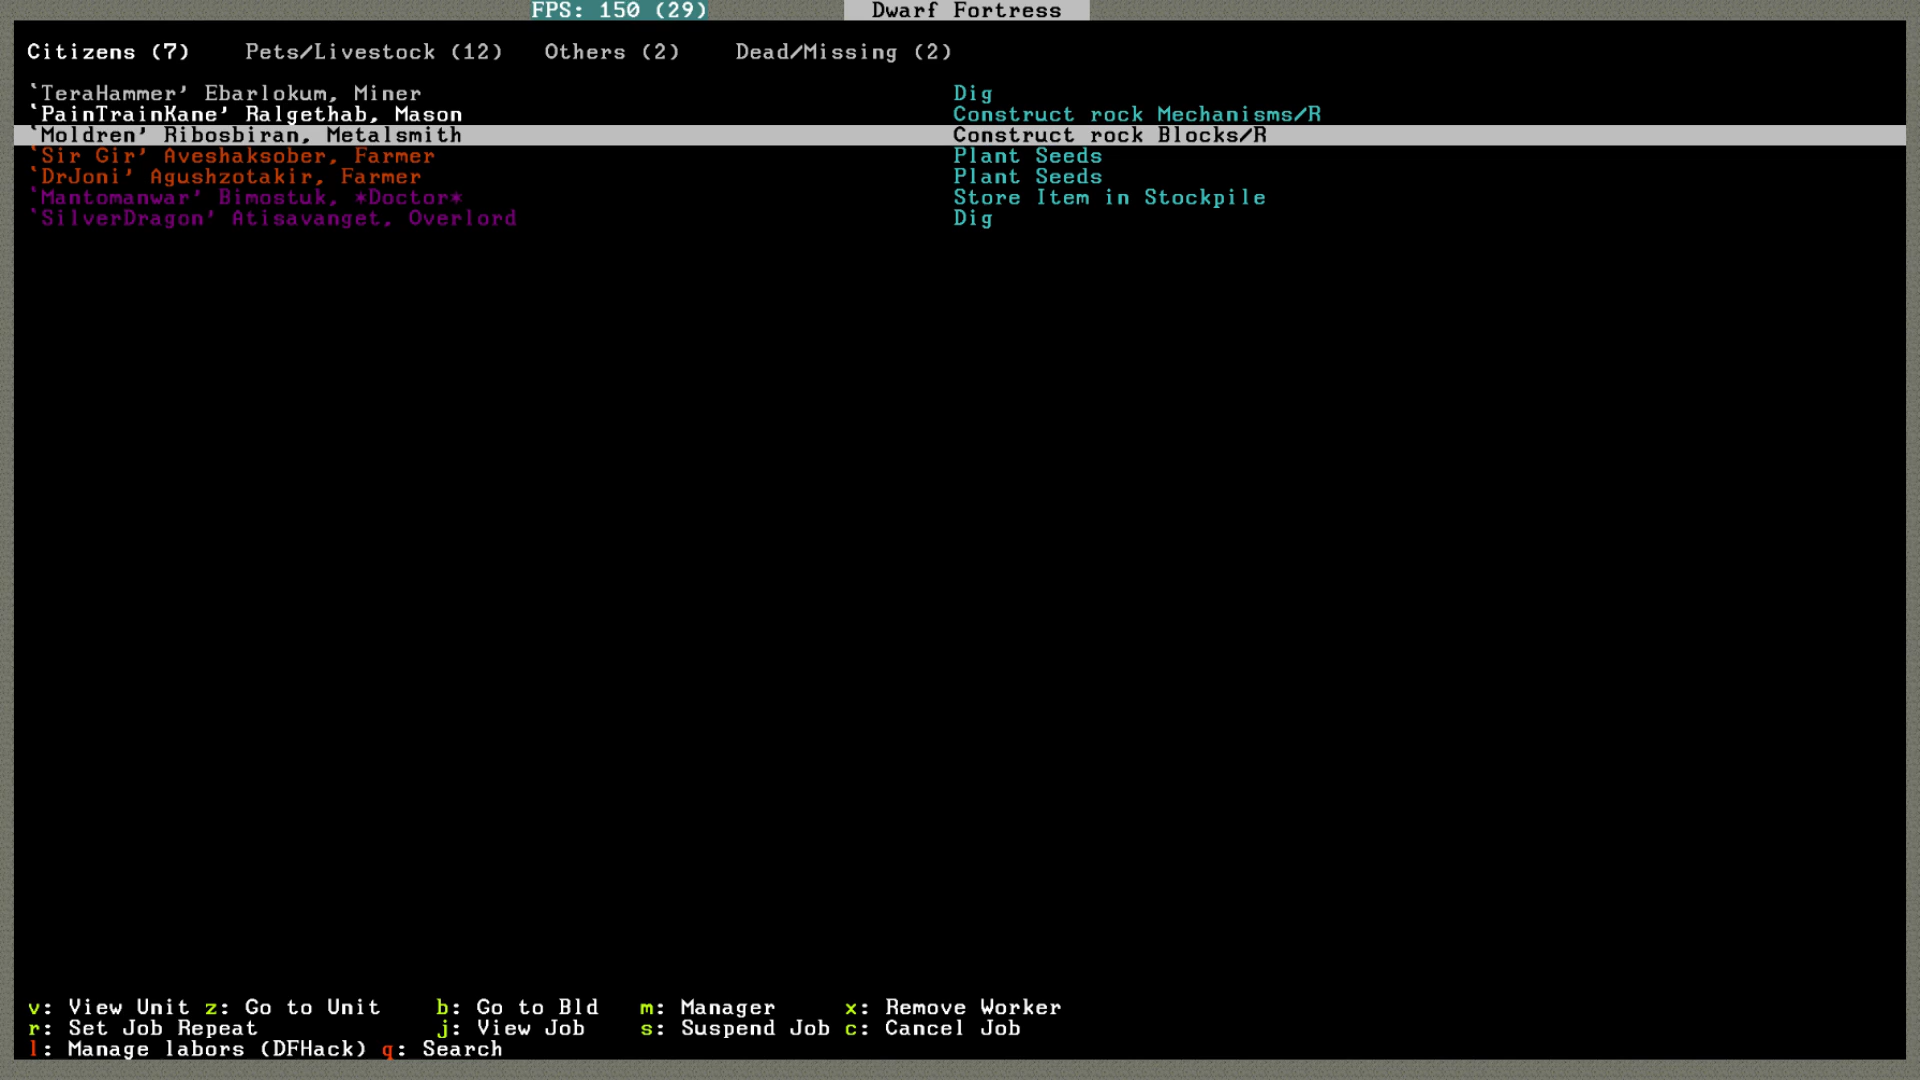 FPS: 150 (29) Dwarf Fortress
Citizens (7) Pets/Livestock (12) Others (2) Dead/Missing (2)
`TeraHammer' Ebarlokum, Miner Dig
`PainTrainKane' Ralgethab, Mason Construct rock Mechanisms/R
`Moldren' Ribosbiran, Metalsmith Construct rock Blocks/R
`Sir Gir' Aveshaksober, Farmer Plant Seeds
`DrJoni' Agushzotakir, Farmer Plant Seeds
`Mantomanwar' Bimostuk, *Doctor* Store Item in Stockpile
`SilverDragon' Atisavanget, Overlord Dig
v: View Unit z: Go to Unit b: Go to Bld m: Manager x: Remove Worker
r: Set Job Repeat j: View Job s: Suspend Job c: Cancel Job
l: Manage labors (DFHack) q: Search